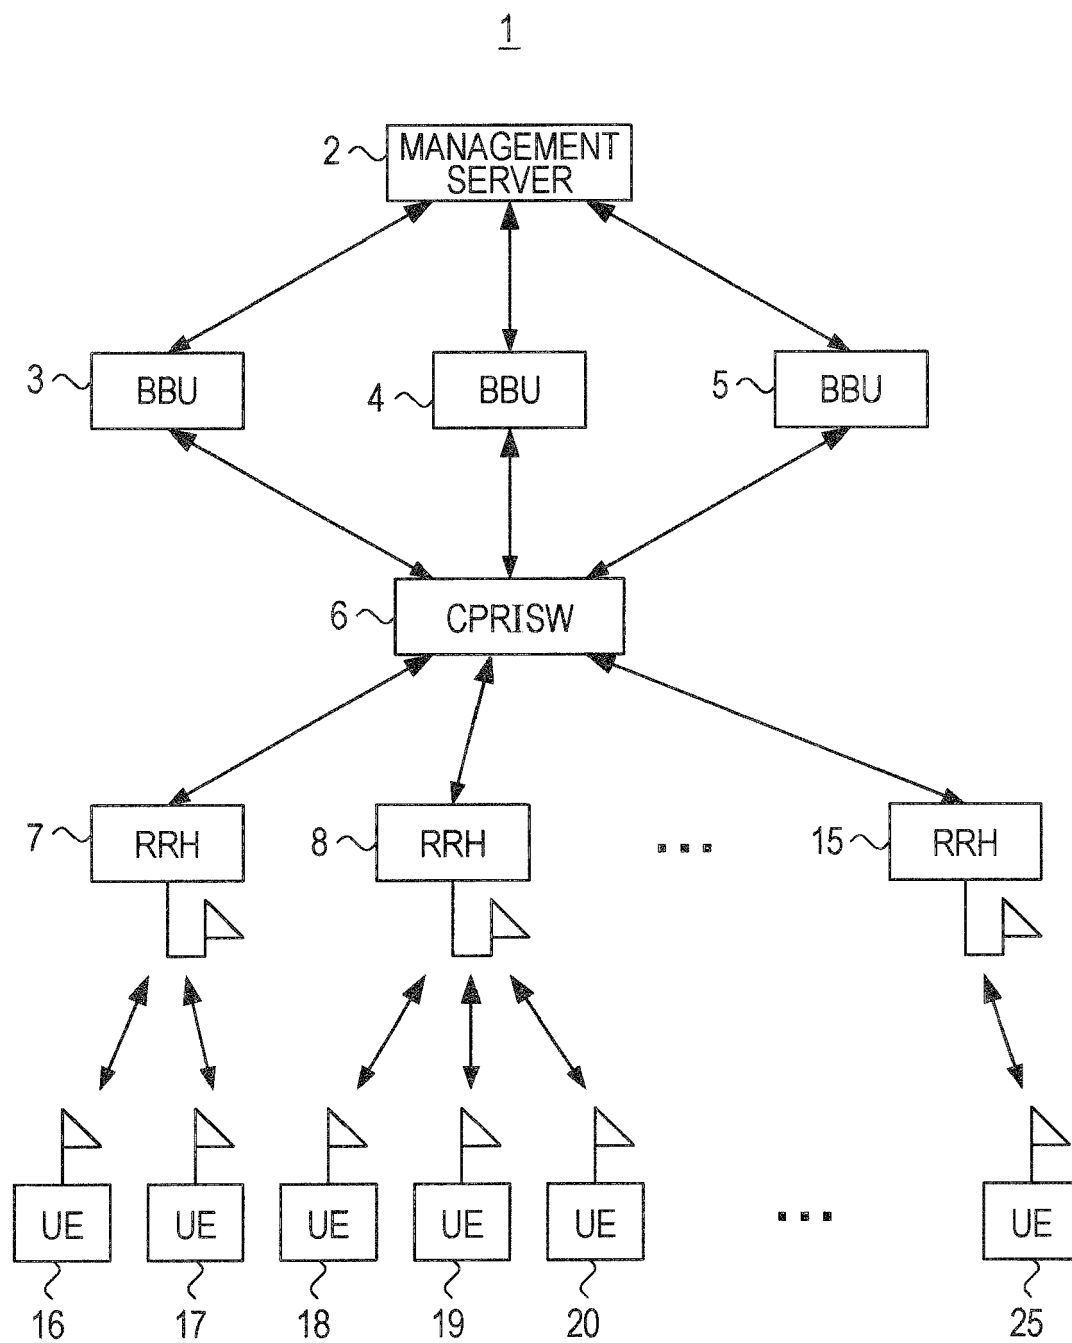 1
2 MANAGEMENT
SERVER
3 BBU 4 BBU 5 BBU
6 CPRISW
7 RRH 8 RRH 15 RRH
UE UE UE UE UE UE
16 17 18 19 20 25